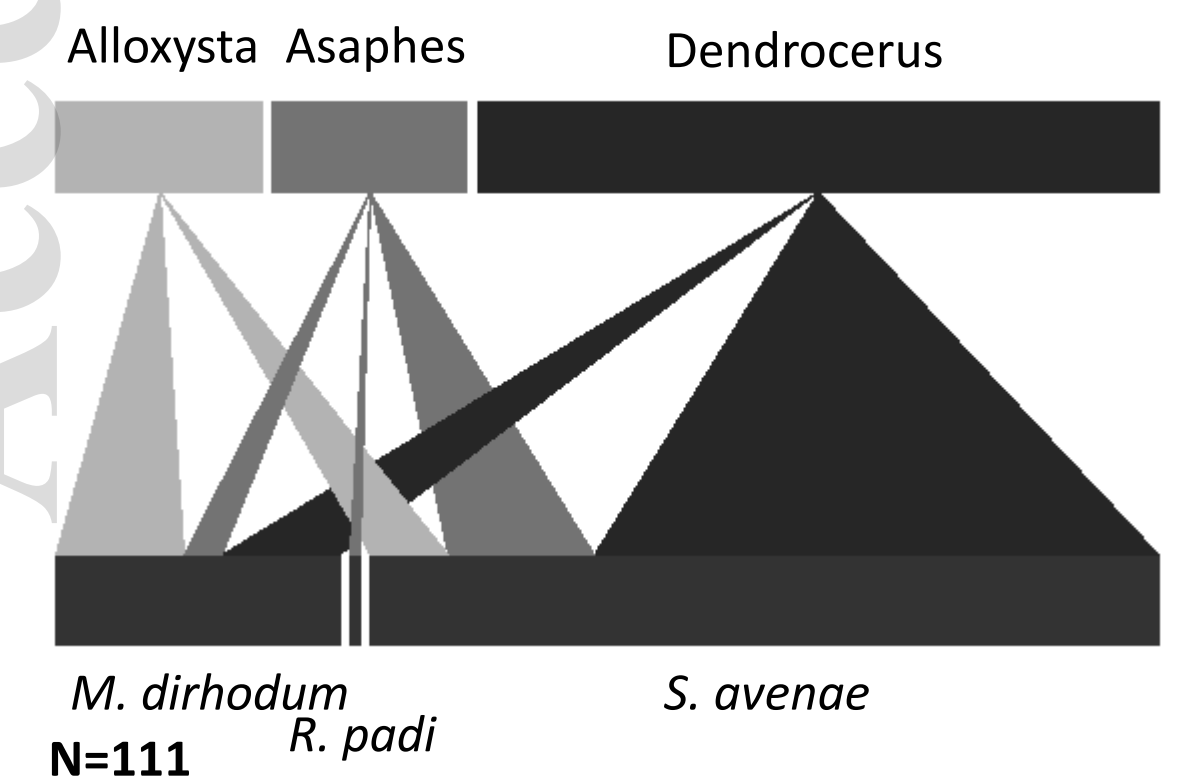 Alloxysta Asaphes Dendrocerus
M. dirhodum S. avenae
R. padi
N=111